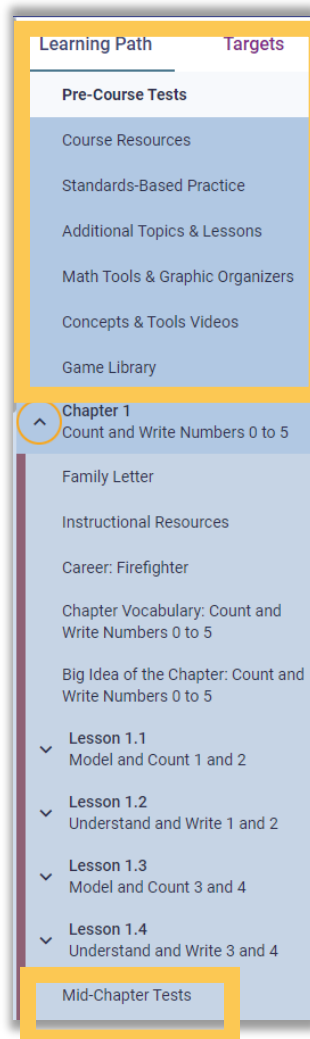 Learning Path Targets
Pre-Course Tests
Course Resources
Standards-Based Practice
Additional Topics & Lessons
Math Tools & Graphic Organizers
Concepts & Tools Videos
Game Library
Chapter 1
Count and Write Numbers 0 to 5
Family Letter
Instructional Resources
Career: Firefighter
Chapter Vocabulary: Count and
Write Numbers 0 to 5
Big Idea of the Chapter: Count and
Write Numbers 0 to 5
Lesson 1.1
Model and Count 1 and 2
Lesson 1.2
Understand and Write 1 and 2
Lesson 1.3
Model and Count 3 and 4
Lesson 1.4
Understand and Write 3 and 4
Mid-Chapter Tests